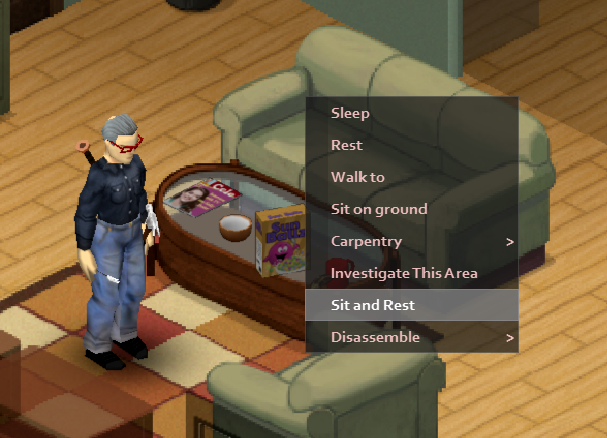 Sleep
Rest
Walk to
Sit on ground
Carpentry >
Investigate This Area
Sit and Rest
Disassemble >